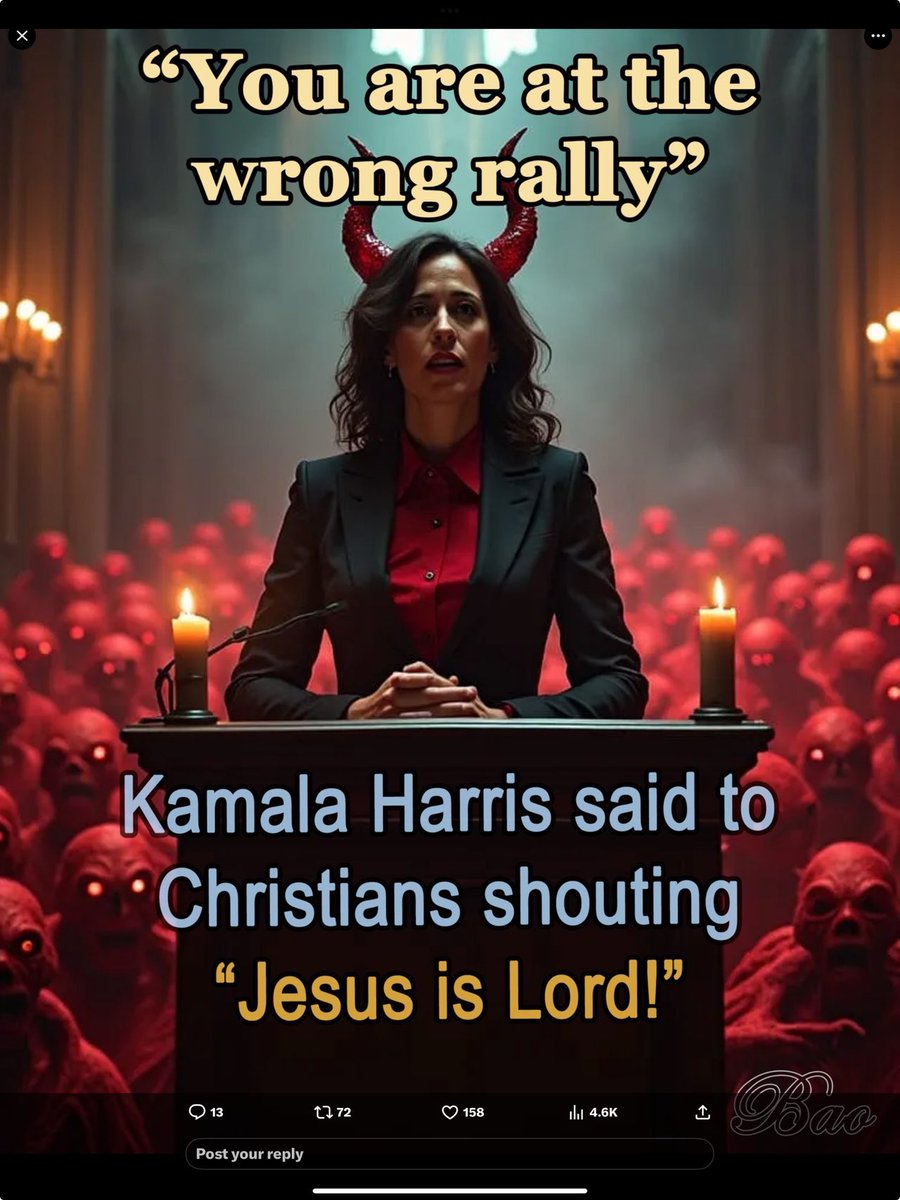 “You are at the
wrong rally”
Kamala Harris said to
Christians shouting
“Jesus is Lord!”
Bao
13 72 158 4.6K
Post your reply